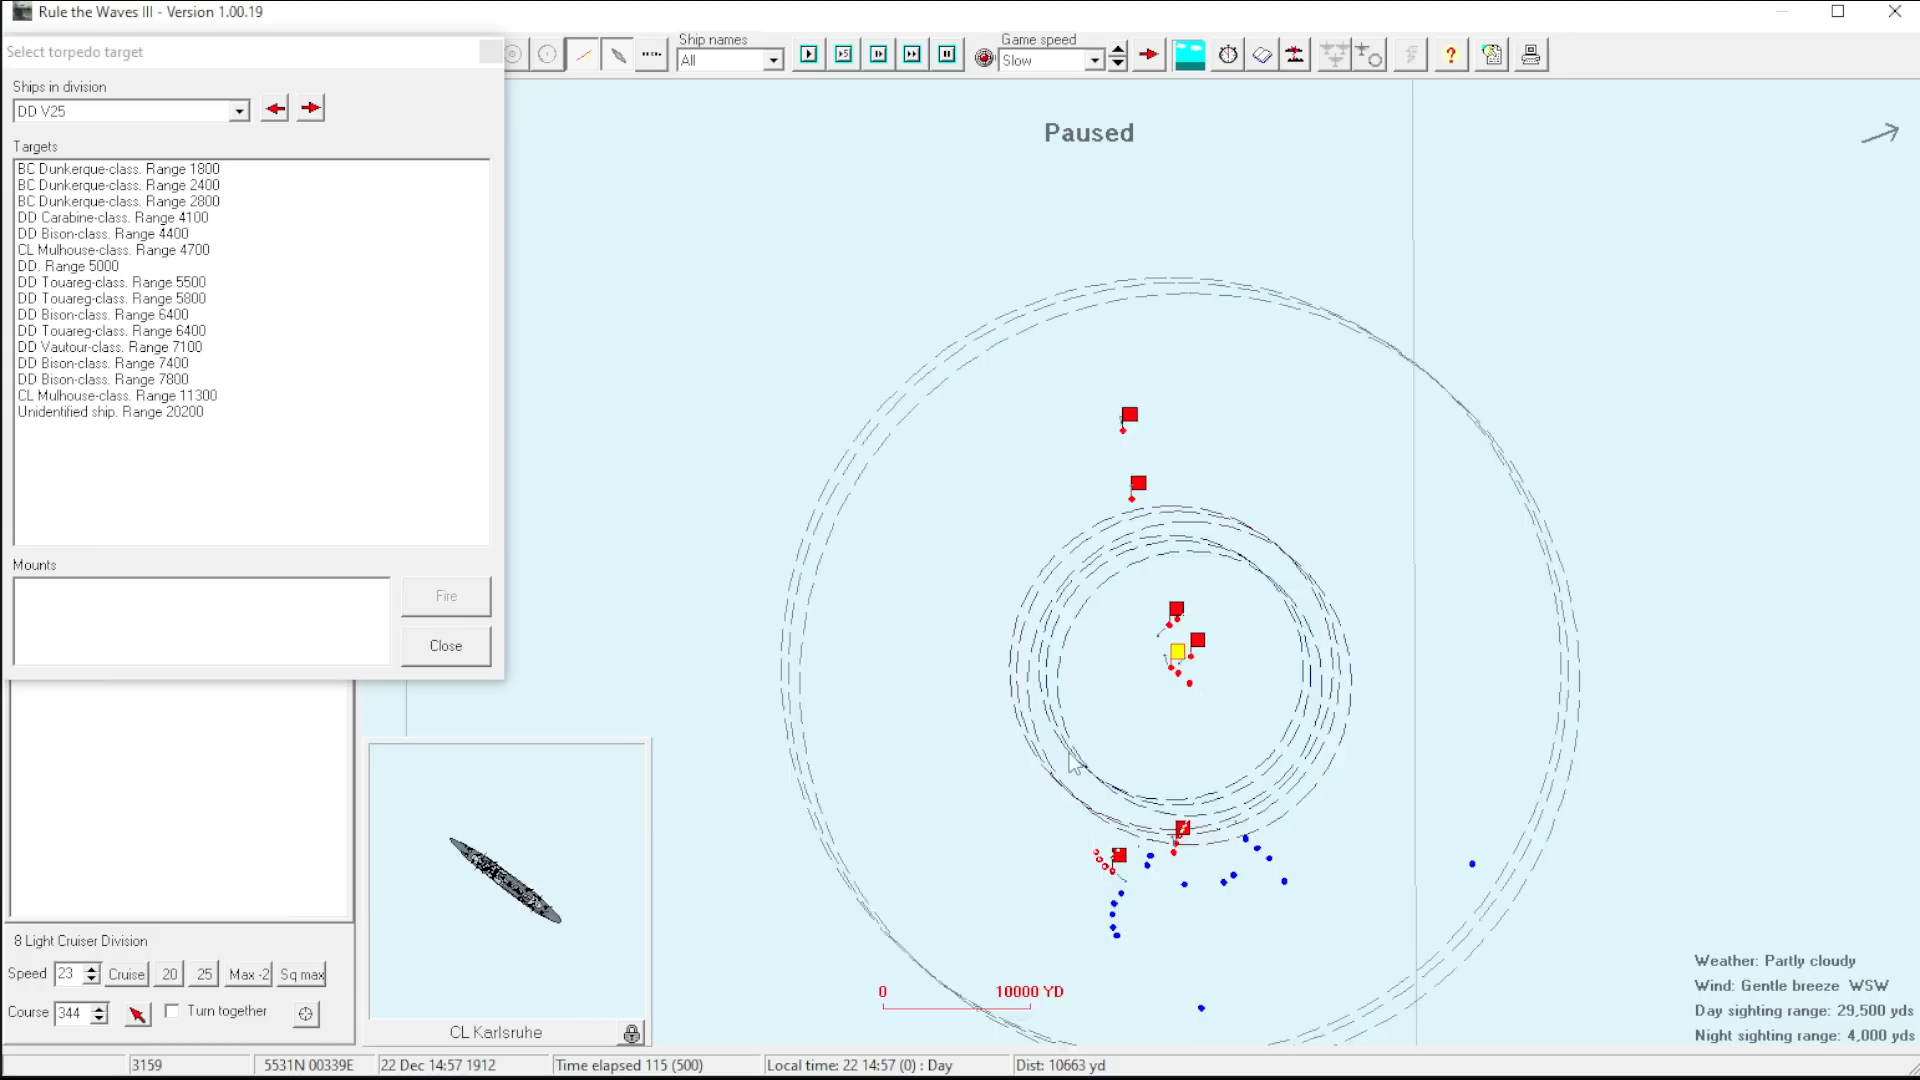 Rule the Waves III - Version 1.00.19
Select torpedo target
Ship names
All
Game speed
Slow
Ships in division
DD V25
Targets
BC Dunkerque-class. Range 1800
BC Dunkerque-class. Range 2400
BC Dunkerque-class. Range 2800
DD Carabine-class. Range 4100
DD Bison-class. Range 4400
CL Mulhouse-class. Range 4700
DD. Range 5000
DD Touareg-class. Range 5500
DD Touareg-class. Range 5800
DD Bison-class. Range 6400
DD Touareg-class. Range 6400
DD Vautour-class. Range 7100
DD Bison-class. Range 7400
DD Bison-class. Range 7800
CL Mulhouse-class. Range 11300
Unidentified ship. Range 20200
Mounts
Fire
Close
Paused
8 Light Cruiser Division
Speed 23 Cruise 20 25 Max -2 Sq max
Course 344 Turn together
CL Karlsruhe
0 10000 YD
Weather: Partly cloudy
Wind: Gentle breeze WSW
Day sighting range: 29,500 yds
Night sighting range: 4,000 yds
3159 5531N 00339E 22 Dec 14:57 1912 Time elapsed 115 (500) Local time: 22 14:57 (0) : Day Dist: 10663 yd